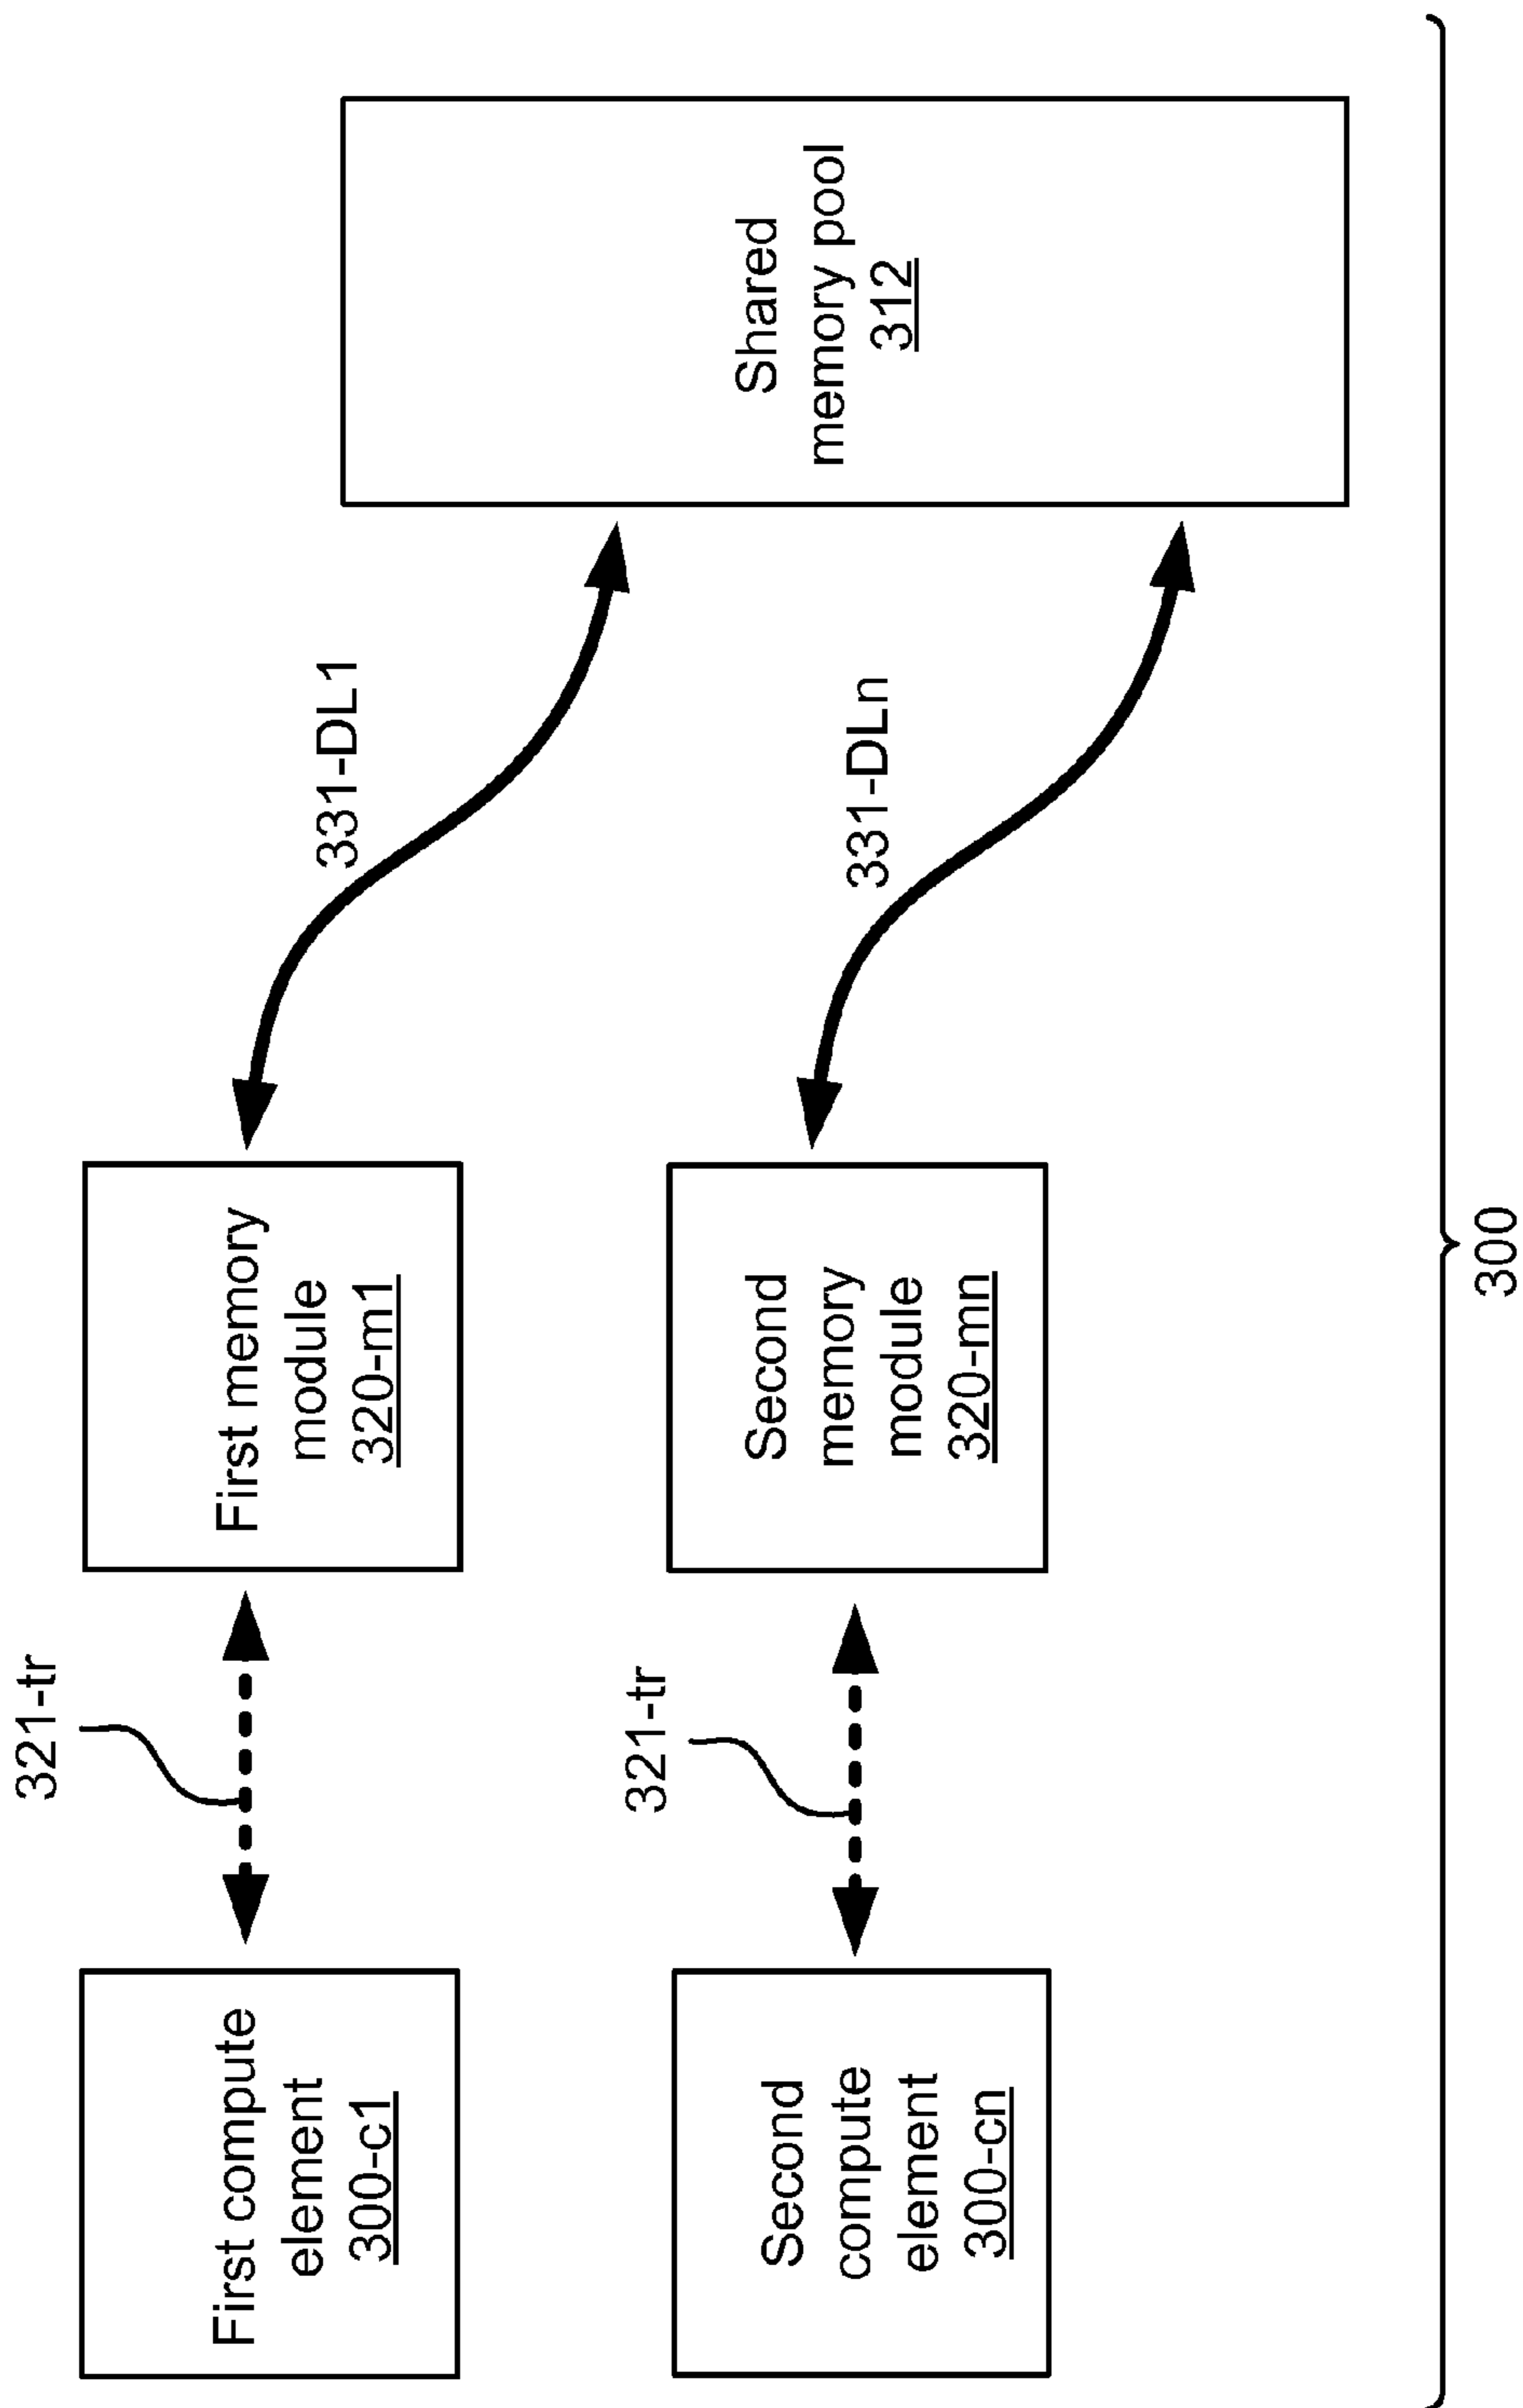 321-tr
First compute
element
300-c1
First memory
module
320-m1
331-DL1
Shared
memory pool
312
321-tr
Second
compute
element
300-cn
Second
memory
module
320-mn
331-DLn
300